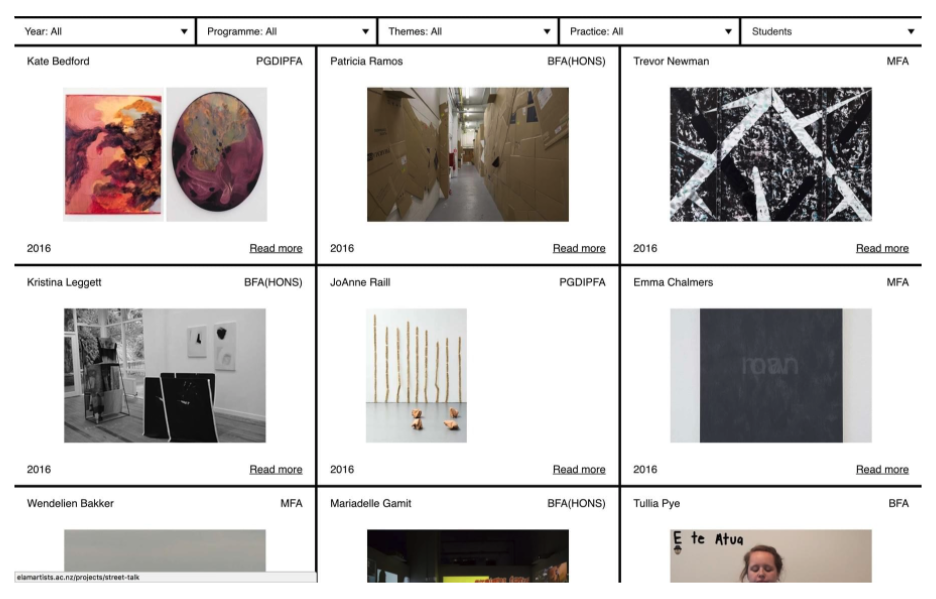 Year: All ▼ Programme: All ▼ Themes: All ▼ Practice: All ▼ Students ▼
Kate Bedford PGDIPFA Patricia Ramos BFA(HONS) Trevor Newman MFA
2016 Read more 2016 Read more 2016 Read more
Kristina Leggett BFA(HONS) JoAnne Raill PGDIPFA Emma Chalmers MFA
roan
2016 Read more 2016 Read more 2016 Read more
Wendelien Bakker MFA Mariadelle Gamit BFA(HONS) Tullia Pye BFA
E te Atua
elamartists.ac.nz/projects/street-talk